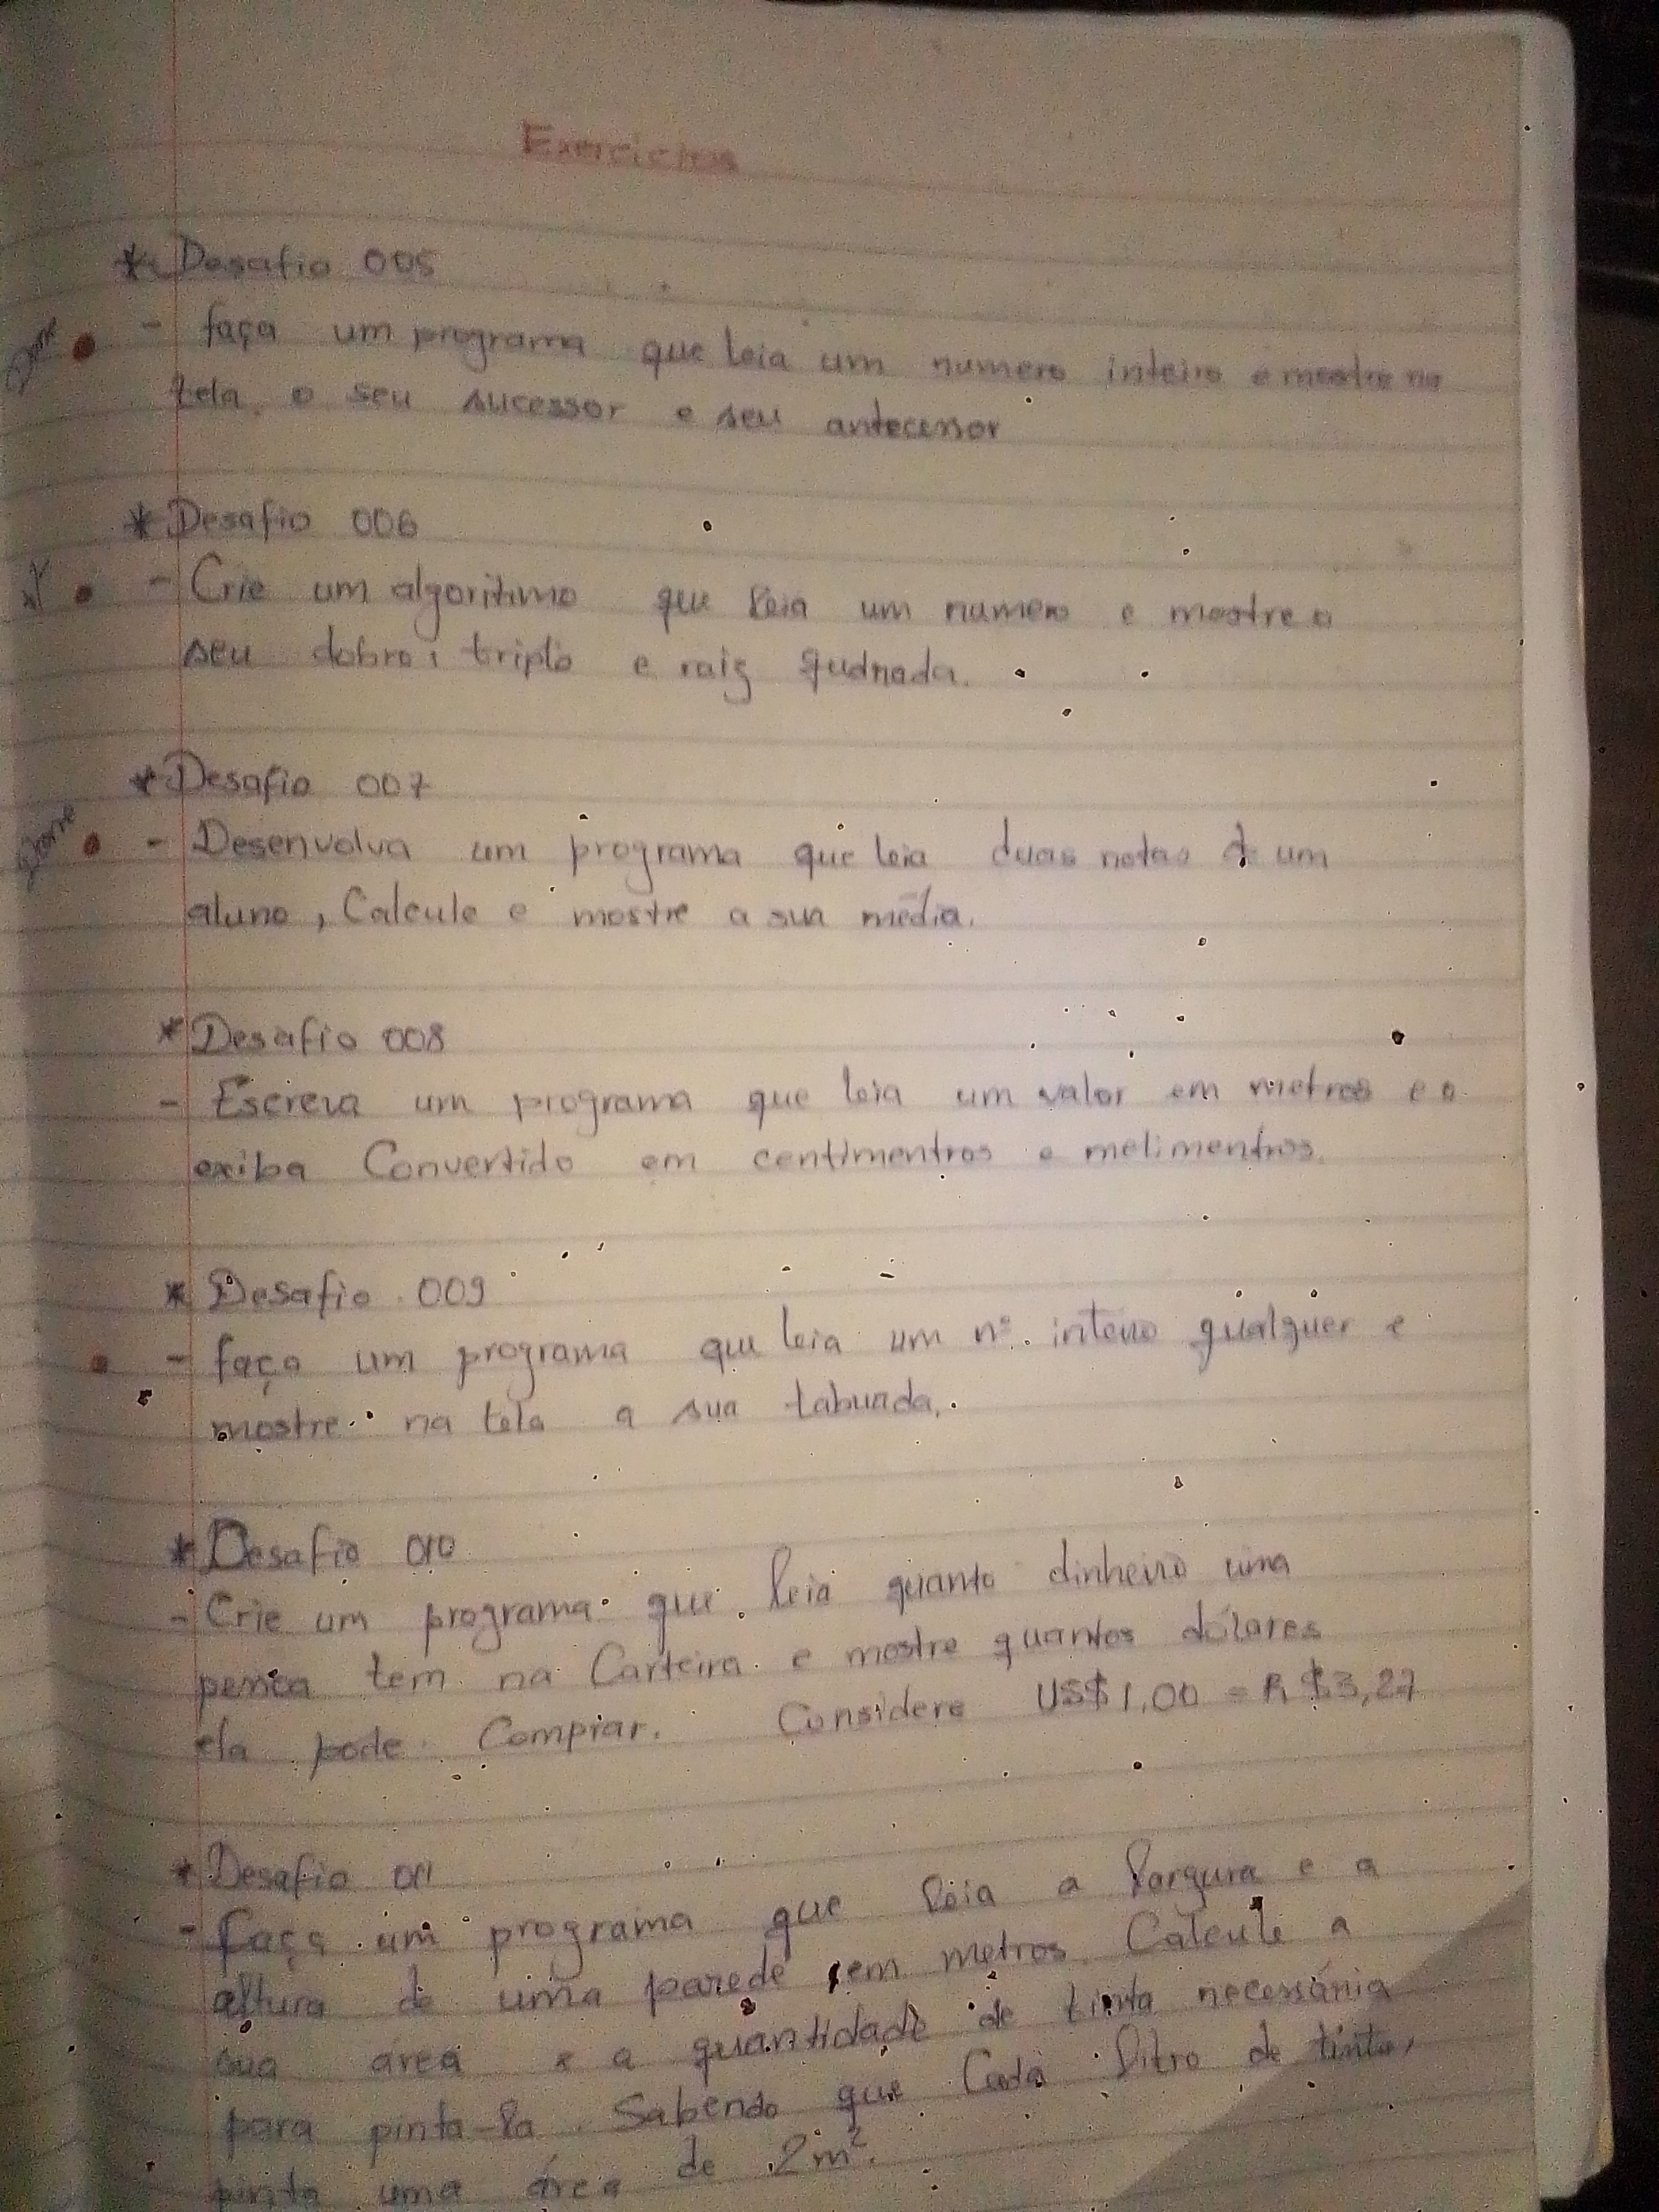 Exercicios
* Desafio 005
Done - faça um programa que leia um numero inteiro e mostre na
tela, o seu sucessor e seu antecessor
* Desafio 006
- Crie um algoritimo que leia um numero e mostre o
seu dobro, triplo e raiz qudrada.
* Desafio 007
Done - Desenvolva um programa que leia duas notas de um
aluno, Calcule e mostre a sua média.
* Desafio 008
- Escreva um programa que leia um valor em metros e o
exiba Convertido em centimentros e melimentros.
* Desafio 009
- faça um programa que leia um nº. inteiro qualquer e
mostre na tela a sua tabuada.
* Desafio 010
- Crie um programa que leia quanto dinheiro uma
pessoa tem na Carteira e mostre quantos dólares
ela pode Comprar. Considere US$1,00 = R$3,27
* Desafio 011
- faça um programa que leia a largura e a
altura de uma parede, em metros. Calcule a
sua área e a quantidade de tinta necessária
para pinta-la. Sabendo que Cada litro de tinta,
pinta uma área de 2m².